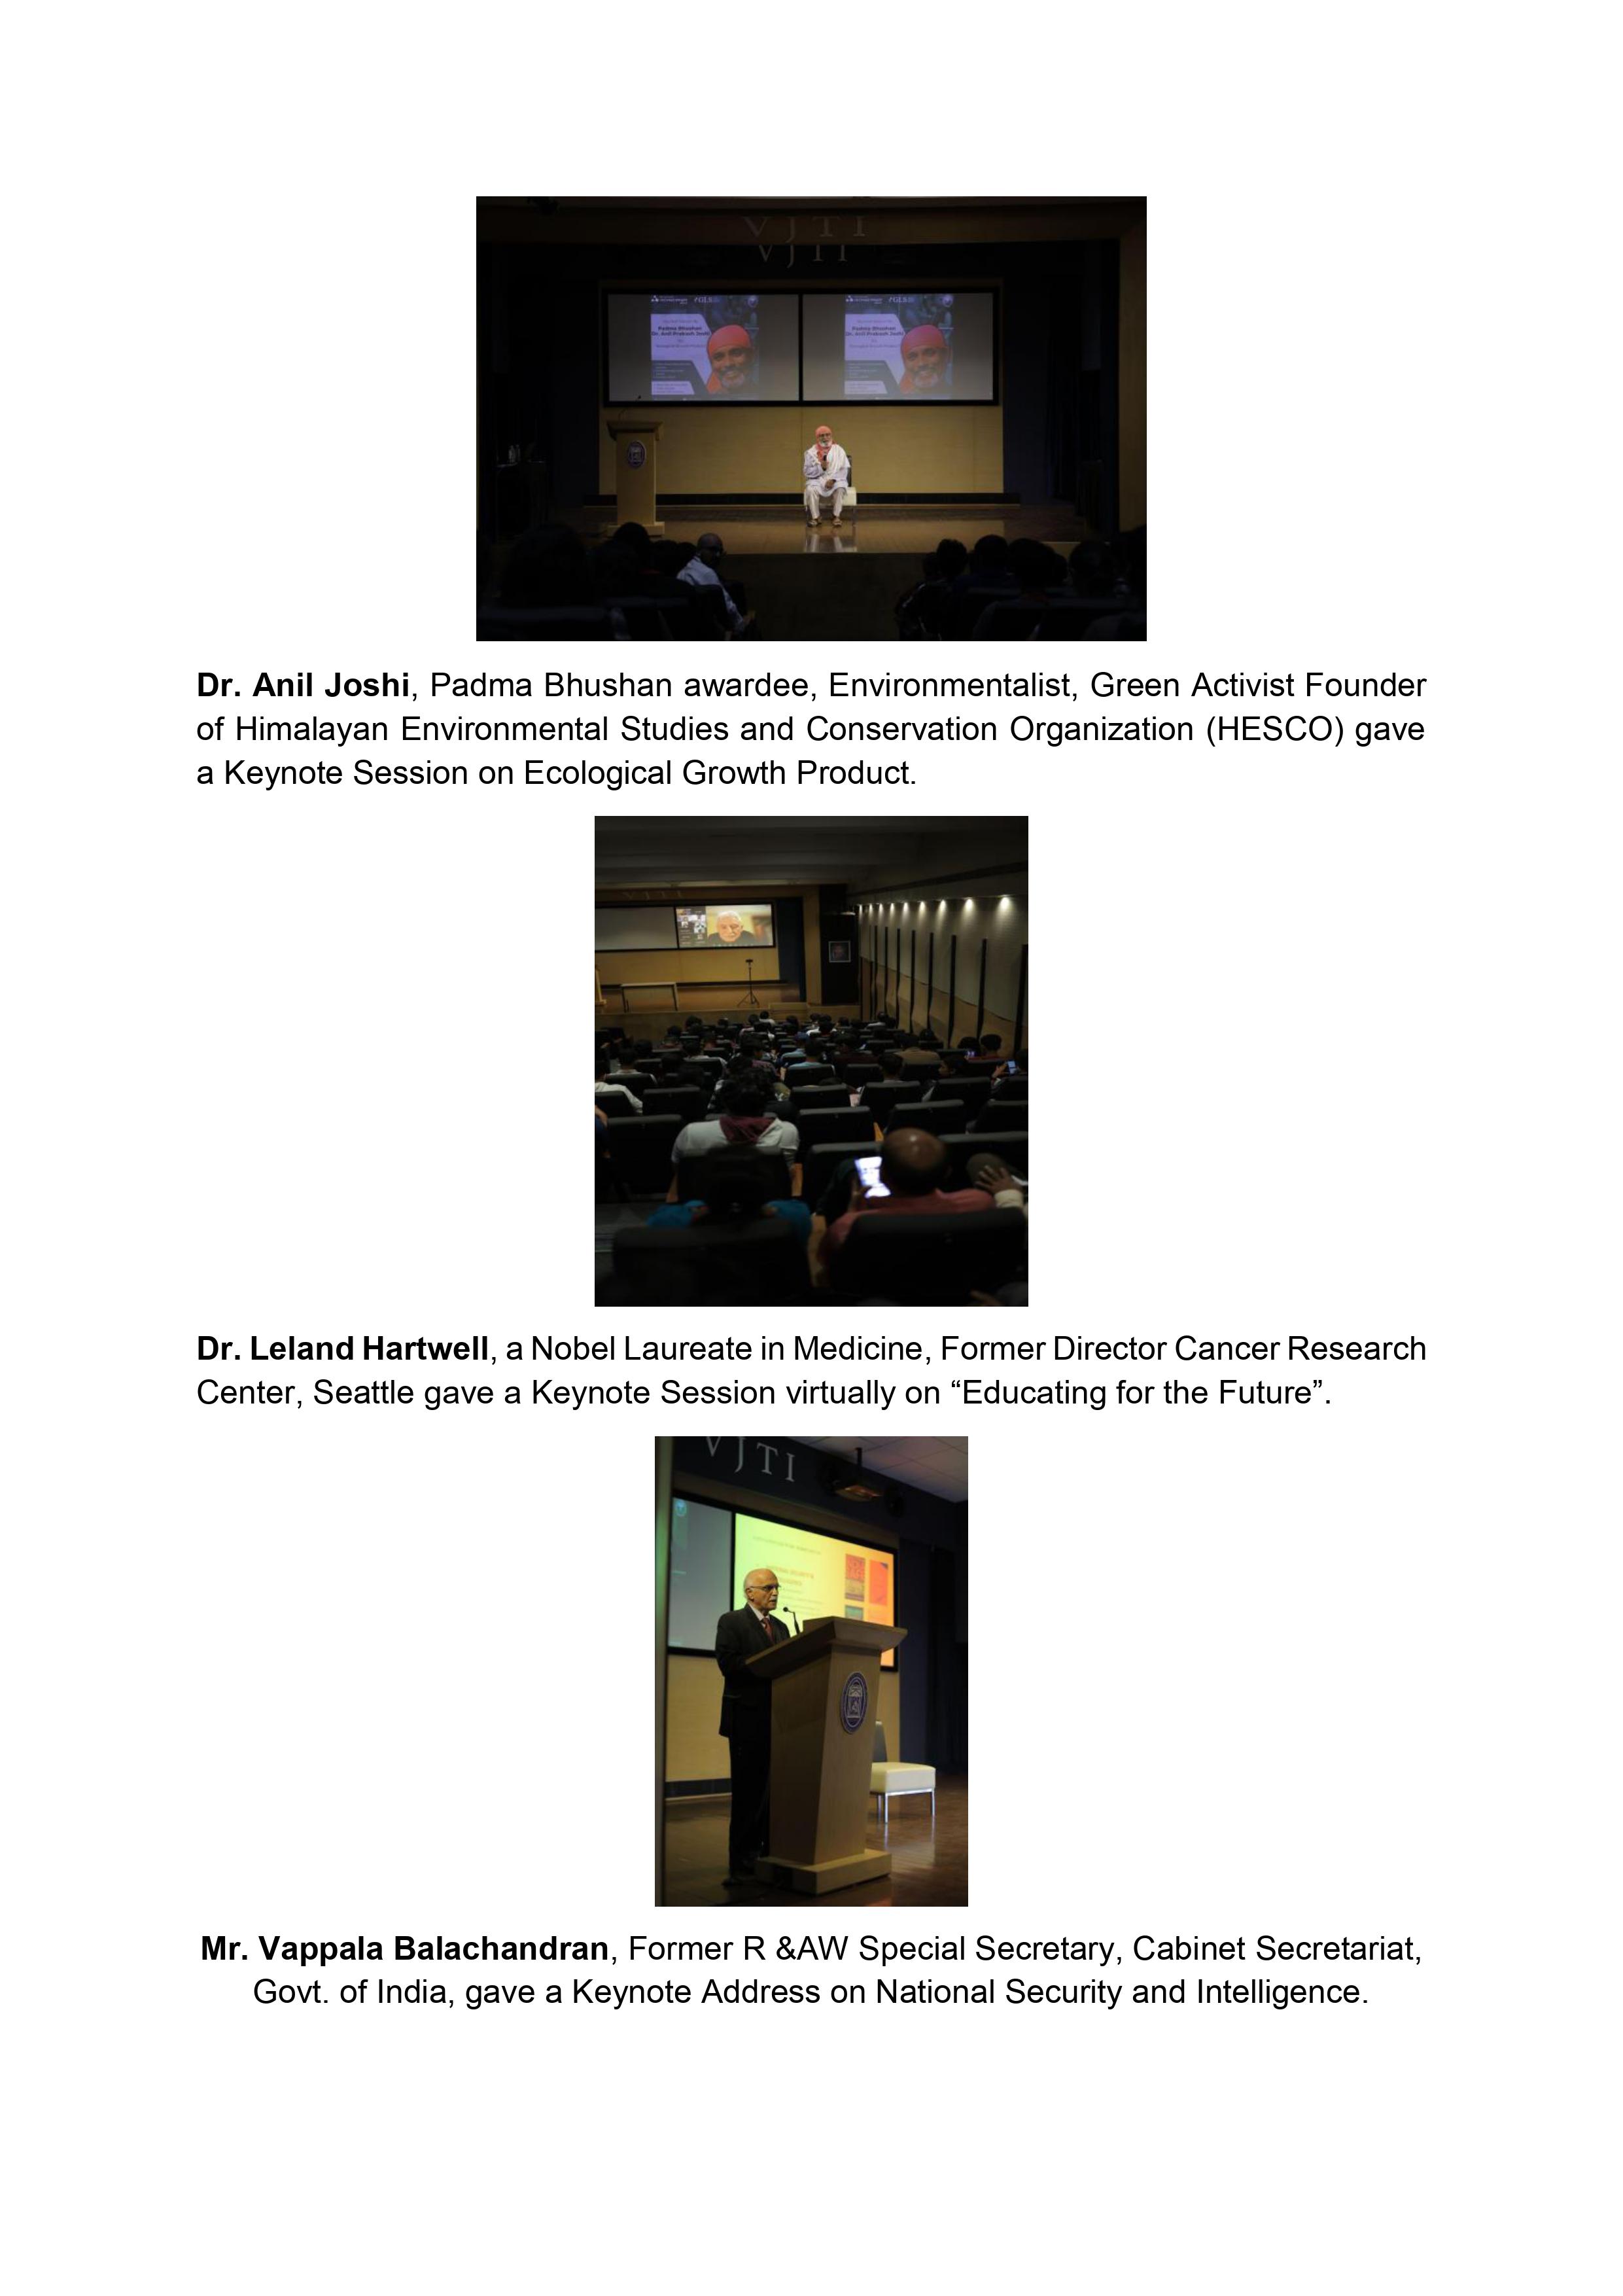 VJTI
VJTI
Padma Bhushan
Dr. Anil Prakash Joshi
Padma Bhushan
Dr. Anil Prakash Joshi
Dr. Anil Joshi, Padma Bhushan awardee, Environmentalist, Green Activist Founder
of Himalayan Environmental Studies and Conservation Organization (HESCO) gave
a Keynote Session on Ecological Growth Product.
VJTI
Dr. Leland Hartwell, a Nobel Laureate in Medicine, Former Director Cancer Research
Center, Seattle gave a Keynote Session virtually on “Educating for the Future”.
VJTI
Mr. Vappala Balachandran, Former R &AW Special Secretary, Cabinet Secretariat,
Govt. of India, gave a Keynote Address on National Security and Intelligence.